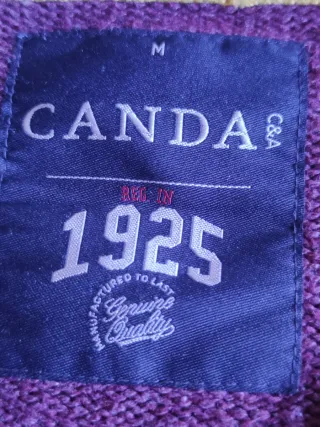 M
CANDA
C&A
REG. IN
1925
MANUFACTURED TO LAST
Genuine
Quality